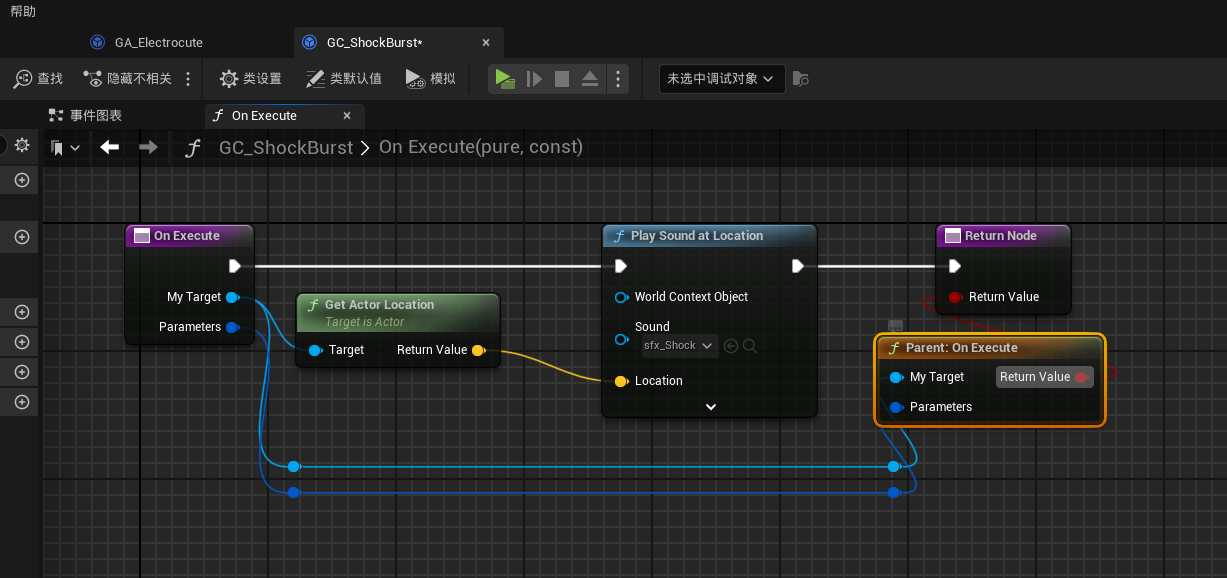 帮助
GA_Electrocute
GC_ShockBurst*
查找
隐藏不相关
类设置
类默认值
模拟
未选中调试对象
事件图表
On Execute
GC_ShockBurst
On Execute(pure, const)
On Execute
My Target
Parameters
Get Actor Location
Target is Actor
Target
Return Value
Play Sound at Location
World Context Object
Sound
sfx_Shock
Location
Return Node
Return Value
Parent: On Execute
My Target
Return Value
Parameters